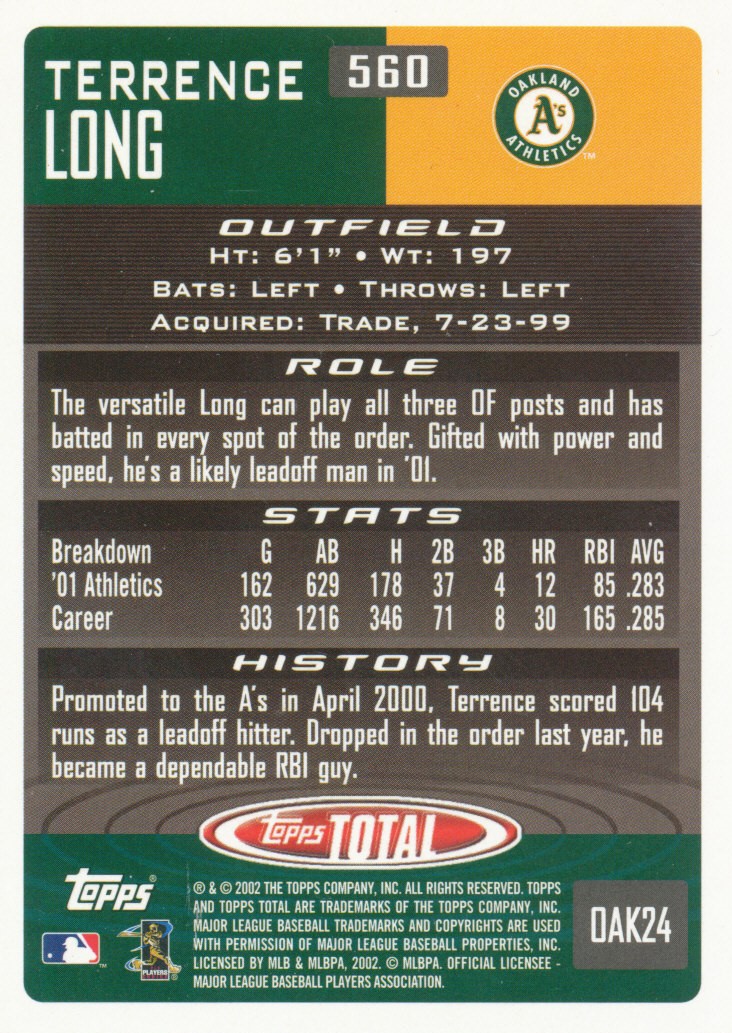 TERRENCE
LONG
560
OAKLAND
A's
ATHLETICS
™
OUTFIELD
HT: 6'1" • WT: 197
BATS: LEFT • THROWS: LEFT
ACQUIRED: TRADE, 7-23-99
ROLE
The versatile Long can play all three OF posts and has
batted in every spot of the order. Gifted with power and
speed, he's a likely leadoff man in '01.
STATS
Breakdown G AB H 2B 3B HR RBI AVG
'01 Athletics 162 629 178 37 4 12 85 .283
Career 303 1216 346 71 8 30 165 .285
HISTORY
Promoted to the A's in April 2000, Terrence scored 104
runs as a leadoff hitter. Dropped in the order last year, he
became a dependable RBI guy.
Topps TOTAL
Topps®
® & © 2002 THE TOPPS COMPANY, INC. ALL RIGHTS RESERVED. TOPPS
AND TOPPS TOTAL ARE TRADEMARKS OF THE TOPPS COMPANY, INC.
MAJOR LEAGUE BASEBALL TRADEMARKS AND COPYRIGHTS ARE USED
WITH PERMISSION OF MAJOR LEAGUE BASEBALL PROPERTIES, INC.
LICENSED BY MLB & MLBPA, 2002. © MLBPA. OFFICIAL LICENSEE -
MAJOR LEAGUE BASEBALL PLAYERS ASSOCIATION.
™
PLAYERS
®
OAK24